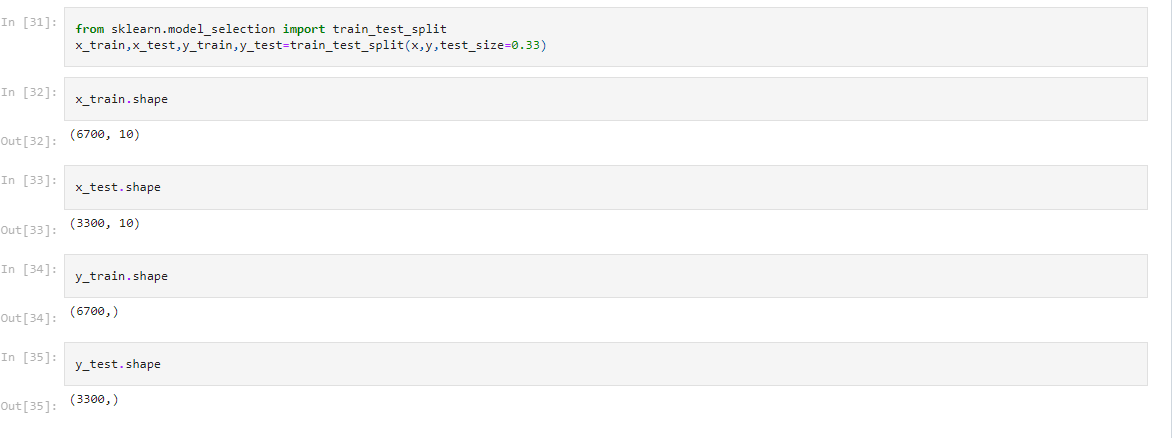 In [31]:
from sklearn.model_selection import train_test_split
x_train,x_test,y_train,y_test=train_test_split(x,y,test_size=0.33)
In [32]:
x_train.shape
Out[32]:
(6700, 10)
In [33]:
x_test.shape
Out[33]:
(3300, 10)
In [34]:
y_train.shape
Out[34]:
(6700,)
In [35]:
y_test.shape
Out[35]:
(3300,)